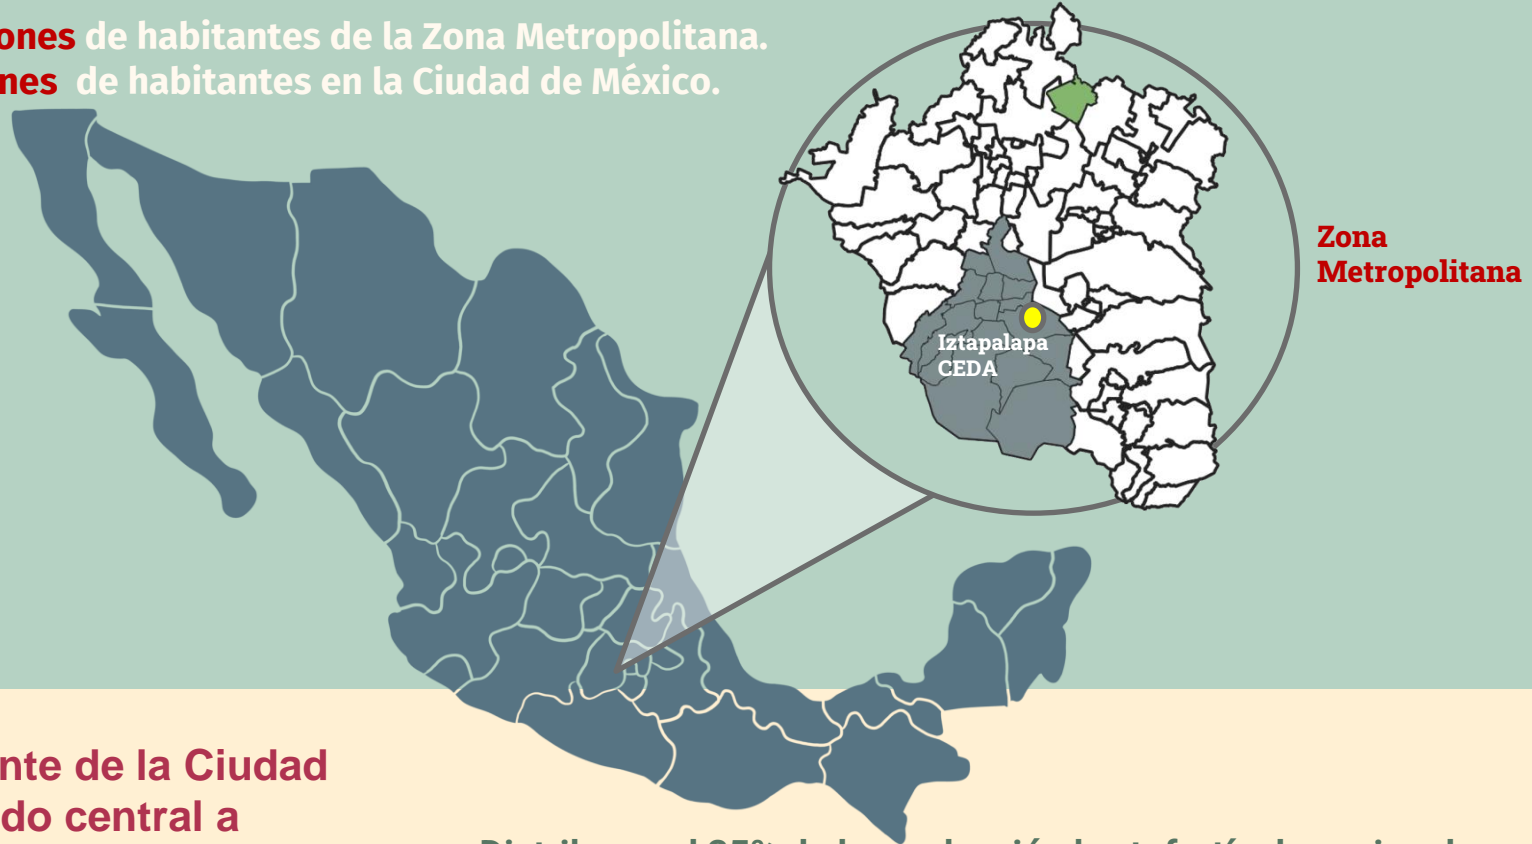 ones de habitantes de la Zona Metropolitana.
nes de habitantes en la Ciudad de México.
Zona
Metropolitana
Iztapalapa
CEDA
nte de la Ciudad
do central a